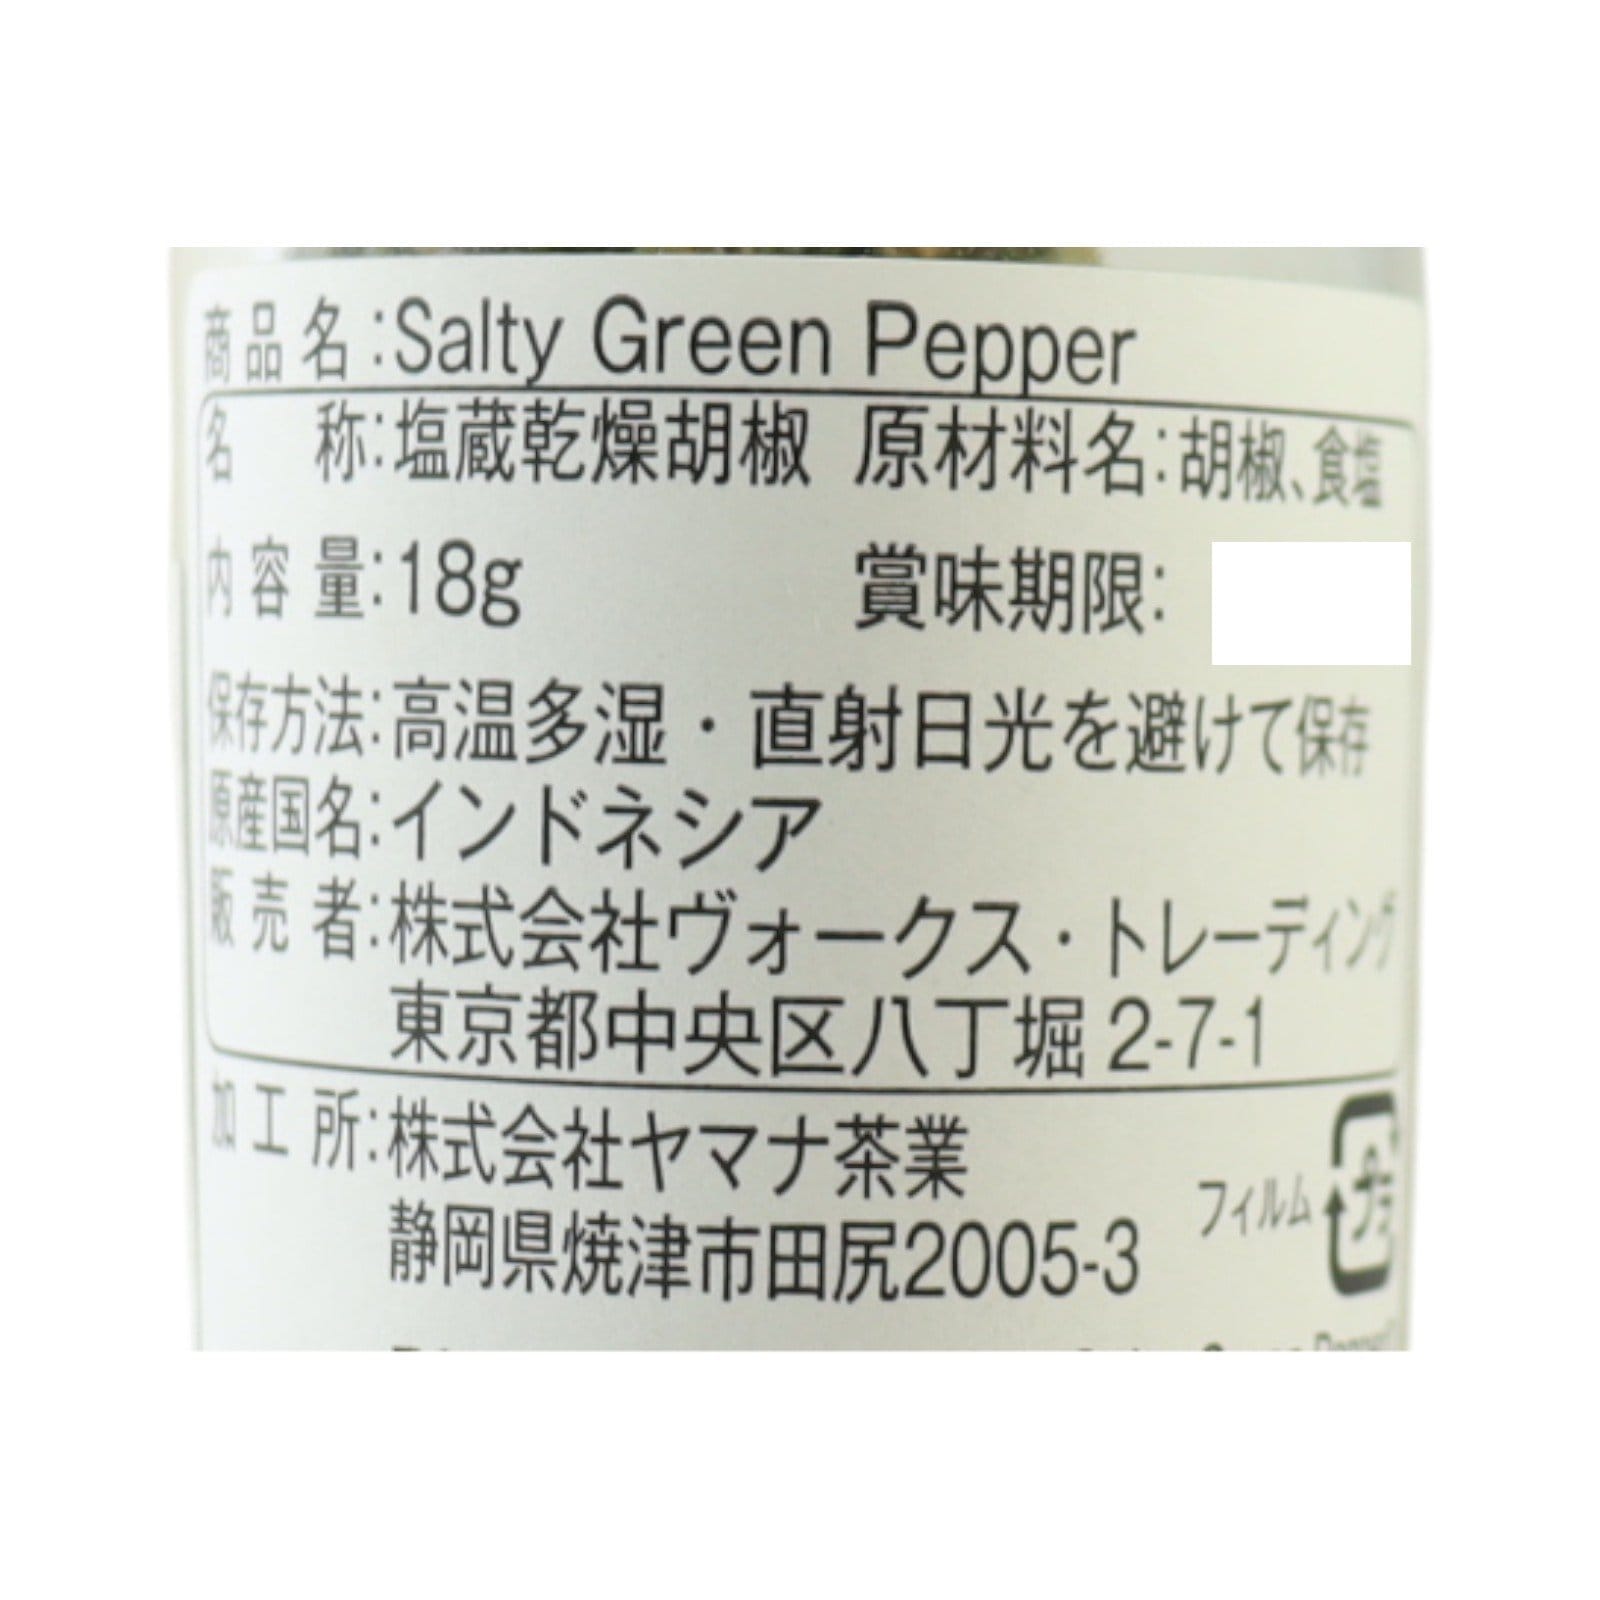 商品名:Salty Green Pepper
名 称:塩蔵乾燥胡椒 原材料名:胡椒、食塩
内容量:18g 賞味期限:
保存方法:高温多湿・直射日光を避けて保存
原産国名:インドネシア
販売者:株式会社ヴォークス・トレーディング
東京都中央区八丁堀2-7-1
加工所:株式会社ヤマナ茶業
静岡県焼津市田尻2005-3
フィルム プラ